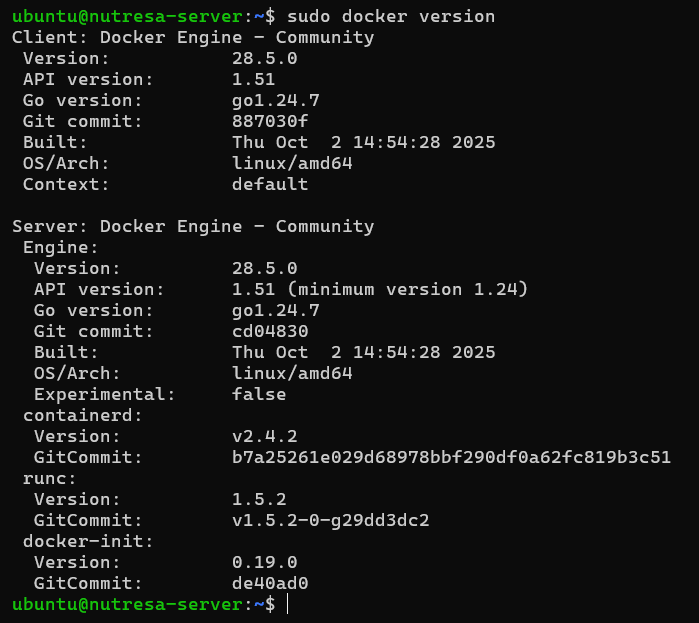 ubuntu@nutresa-server:~$ sudo docker version
Client: Docker Engine - Community
 Version:           28.5.0
 API version:       1.51
 Go version:        go1.24.7
 Git commit:        887030f
 Built:             Thu Oct  2 14:54:28 2025
 OS/Arch:           linux/amd64
 Context:           default

Server: Docker Engine - Community
 Engine:
  Version:          28.5.0
  API version:      1.51 (minimum version 1.24)
  Go version:       go1.24.7
  Git commit:       cd04830
  Built:            Thu Oct  2 14:54:28 2025
  OS/Arch:          linux/amd64
  Experimental:     false
 containerd:
  Version:          v2.4.2
  GitCommit:        b7a25261e029d68978bbf290df0a62fc819b3c51
 runc:
  Version:          1.5.2
  GitCommit:        v1.5.2-0-g29dd3dc2
 docker-init:
  Version:          0.19.0
  GitCommit:        de40ad0
ubuntu@nutresa-server:~$